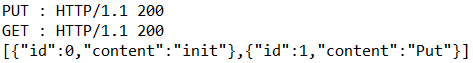 PUT : HTTP/1.1 200
GET : HTTP/1.1 200
[{"id":0,"content":"init"},{"id":1,"content":"Put"}]